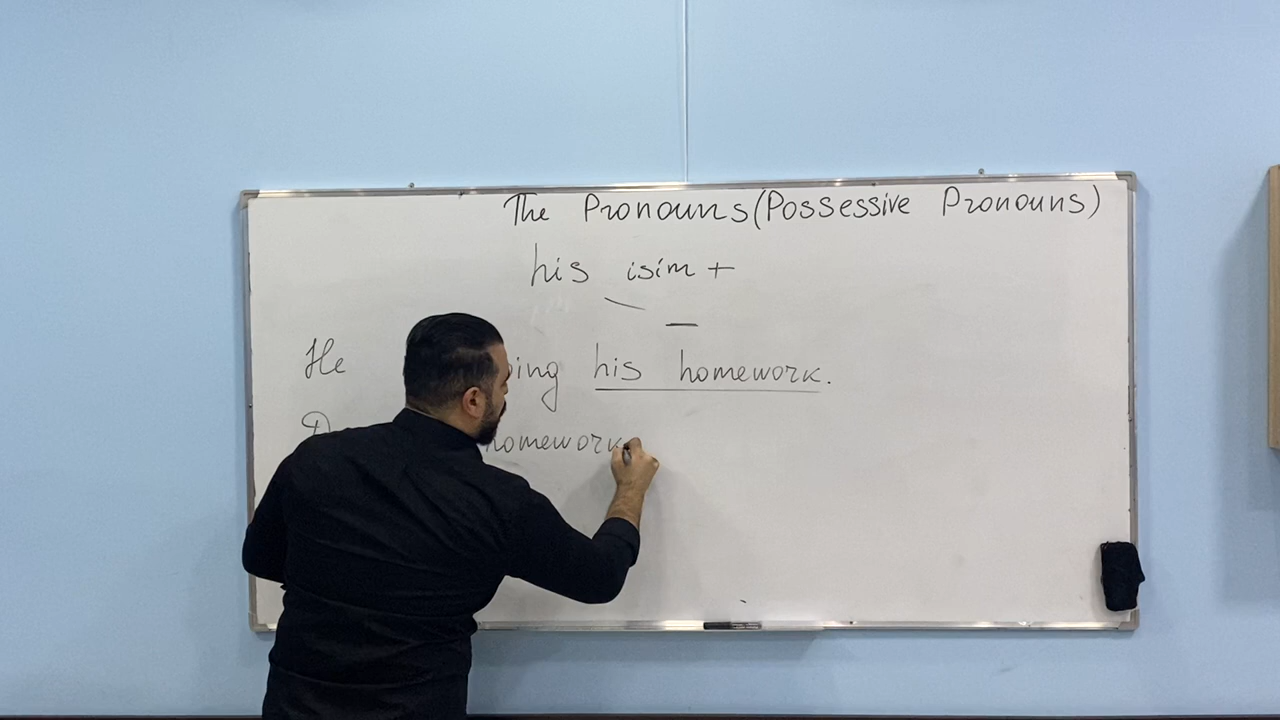 The Pronouns (Possessive Pronouns)
his isim +
He ing his homework.
homework